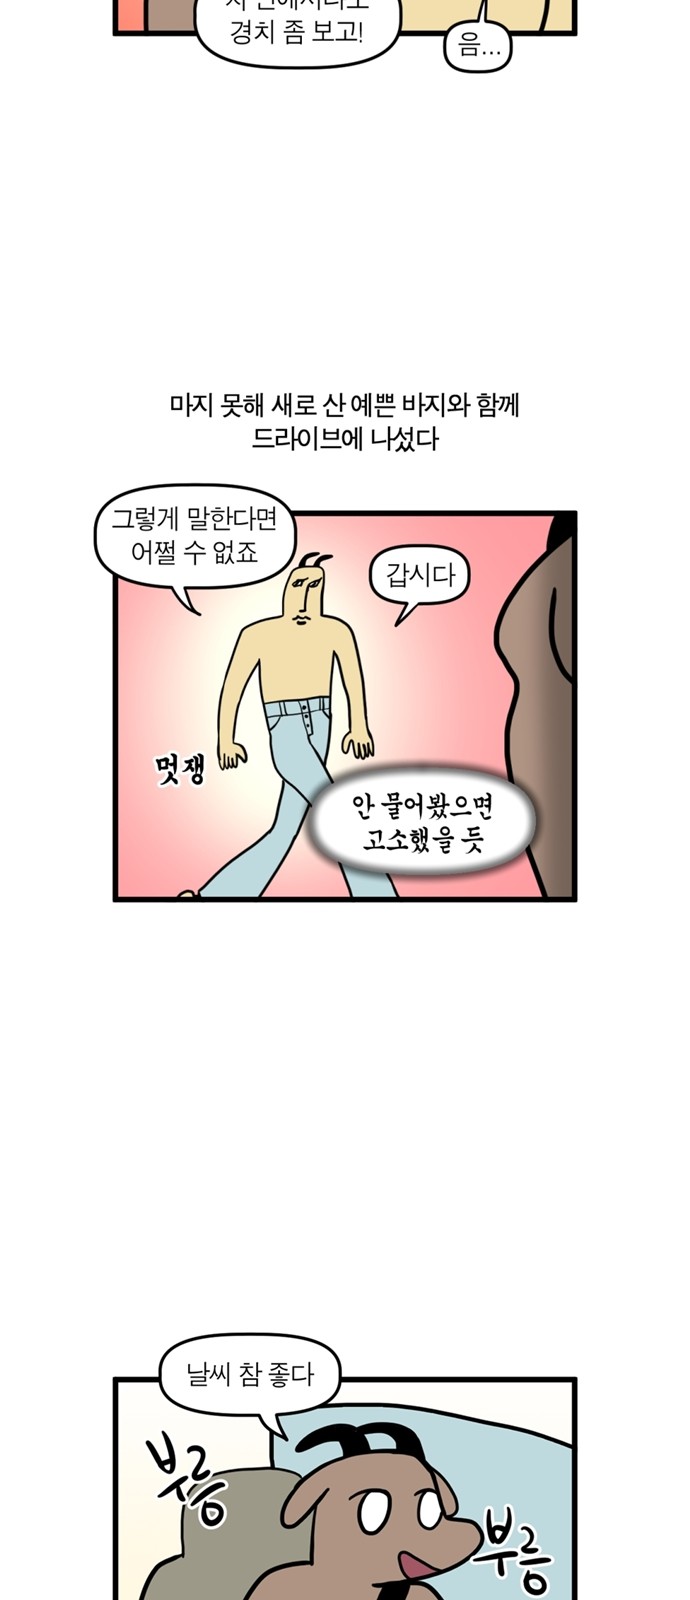 경치 좀 보고!
음...
마지 못해 새로 산 예쁜 바지와 함께
드라이브에 나섰다
그렇게 말한다면
어쩔 수 없죠
갑시다
멋쟁
안 물어봤으면
고소했을 듯
날씨 참 좋다
부릉
부릉